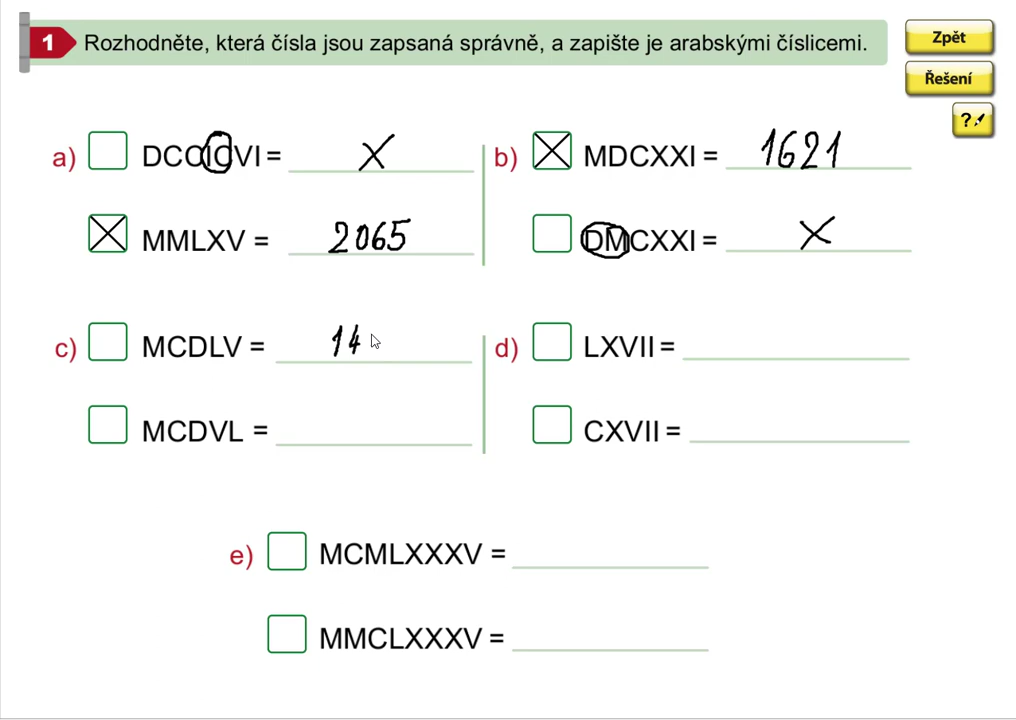 1 Rozhodněte, která čísla jsou zapsaná správně, a zapište je arabskými číslicemi.
Zpět
Řešení
?
a) DCCICVI = X
MMLXV = 2065
b) MDCXXI = 1621
DMCXXI = X
c) MCDLV = 14
MCDVL =
d) LXVII =
CXVII =
e) MCMLXXXV =
MMCLXXXV =